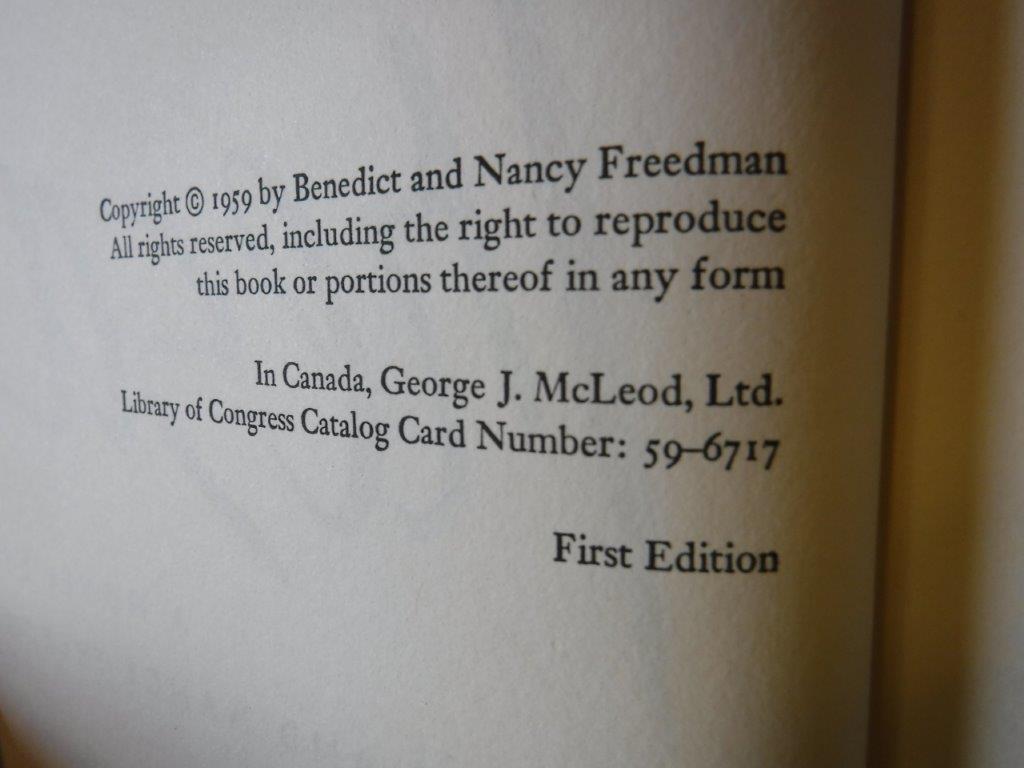 Copyright © 1959 by Benedict and Nancy Freedman
All rights reserved, including the right to reproduce
this book or portions thereof in any form
In Canada, George J. McLeod, Ltd.
Library of Congress Catalog Card Number: 59–6717
First Edition